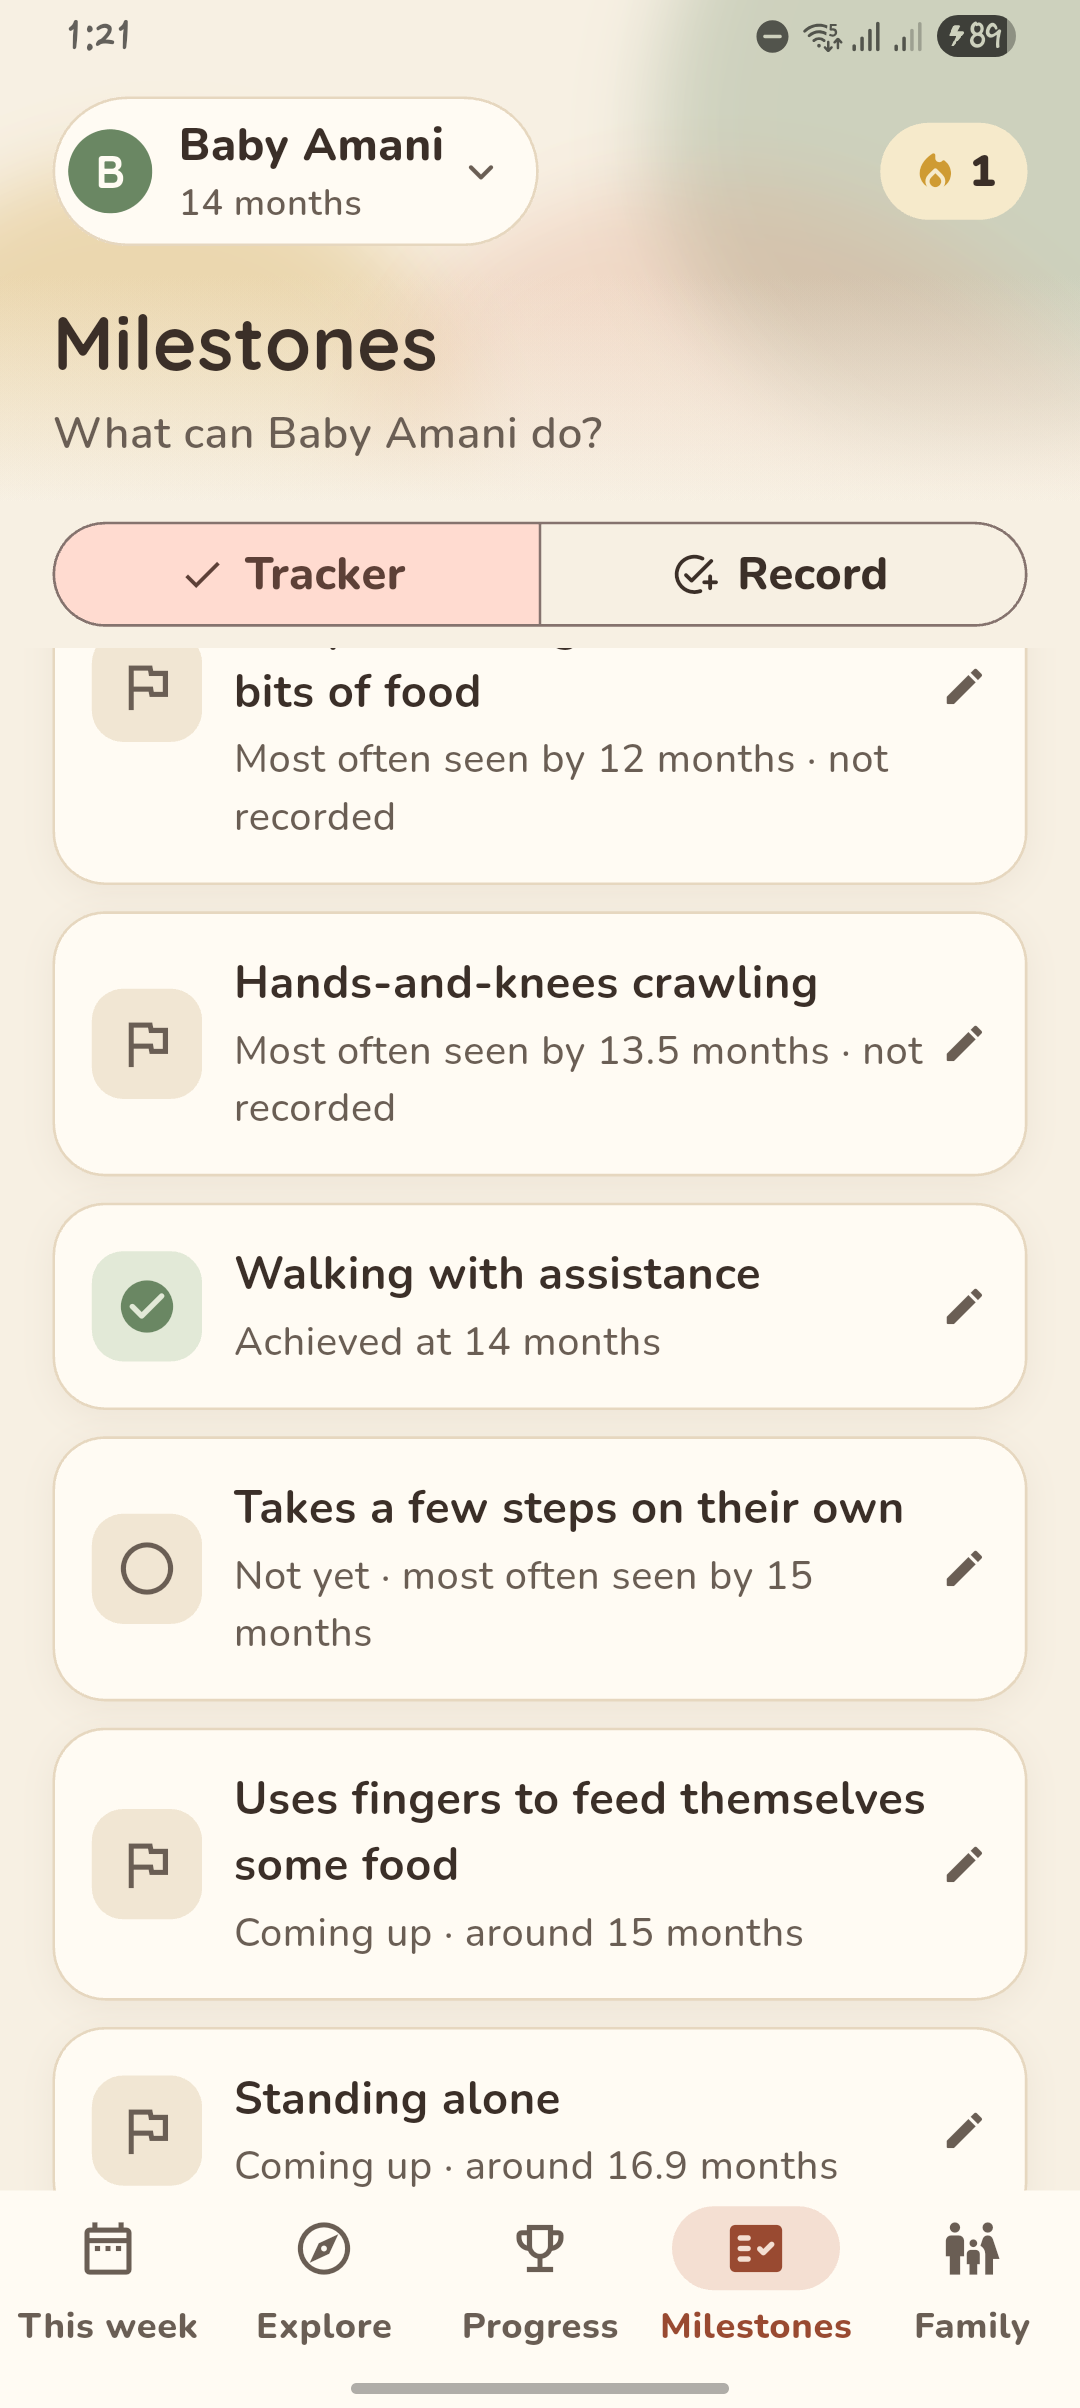 1:21
5
89
B
Baby Amani
14 months
1
Milestones
What can Baby Amani do?
Tracker
Record
bits of food
Most often seen by 12 months · not
recorded
Hands-and-knees crawling
Most often seen by 13.5 months · not
recorded
Walking with assistance
Achieved at 14 months
Takes a few steps on their own
Not yet · most often seen by 15
months
Uses fingers to feed themselves
some food
Coming up · around 15 months
Standing alone
Coming up · around 16.9 months
This week
Explore
Progress
Milestones
Family